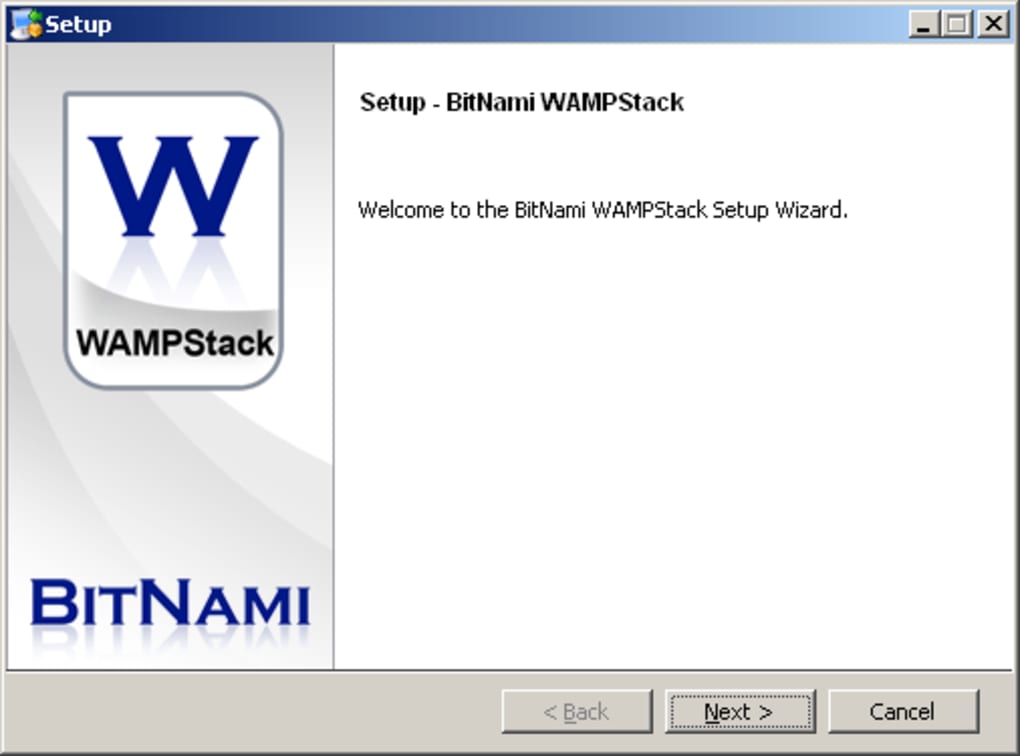 Setup
W
WAMPStack
BITNAMI
Setup - BitNami WAMPStack
Welcome to the BitNami WAMPStack Setup Wizard.
< Back
Next >
Cancel